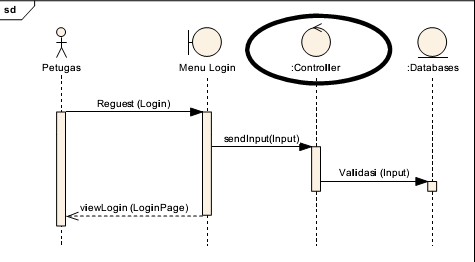 sd
Petugas
Menu Login
:Controller
:Databases
Reguest (Login)
sendInput(Input)
Validasi (Input)
viewLogin (LoginPage)